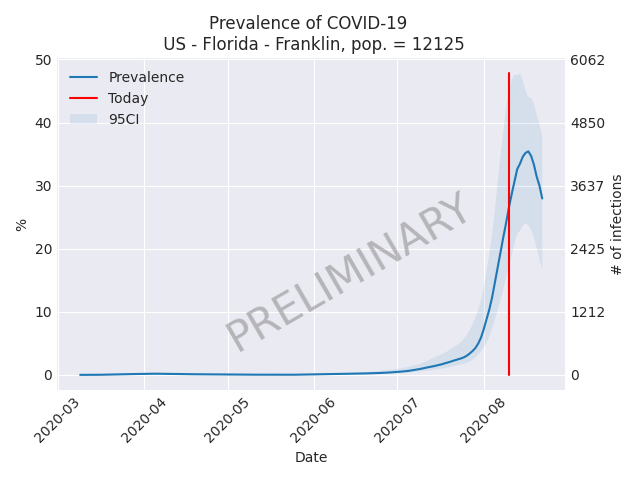 Prevalence of COVID-19
US - Florida - Franklin, pop. = 12125
Prevalence
Today
95CI
50
40
30
20
10
0
%
6062
4850
3637
2425
1212
0
# of infections
PRELIMINARY
2020-03
2020-04
2020-05
2020-06
2020-07
2020-08
Date